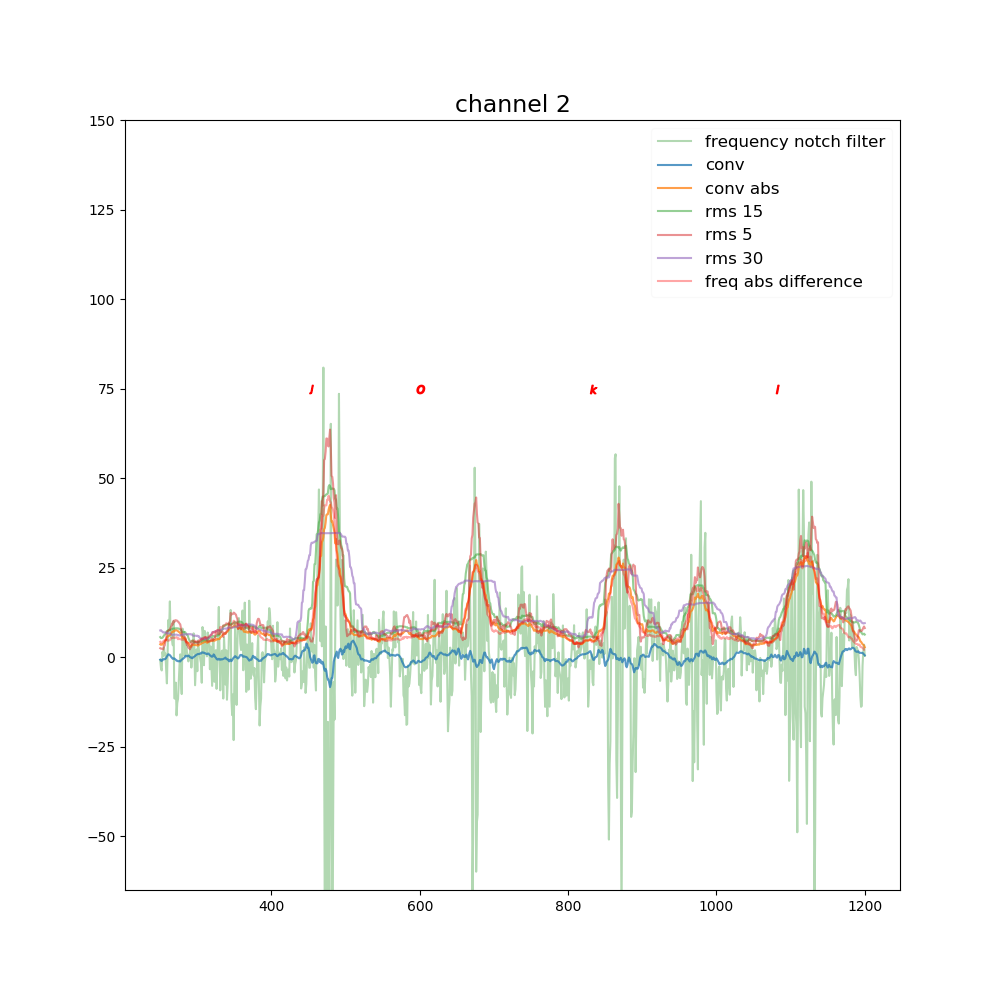 channel 2
150
125
100
75
50
25
0
−25
−50
frequency notch filter
conv
conv abs
rms 15
rms 5
rms 30
freq abs difference
J O k l
400 600 800 1000 1200